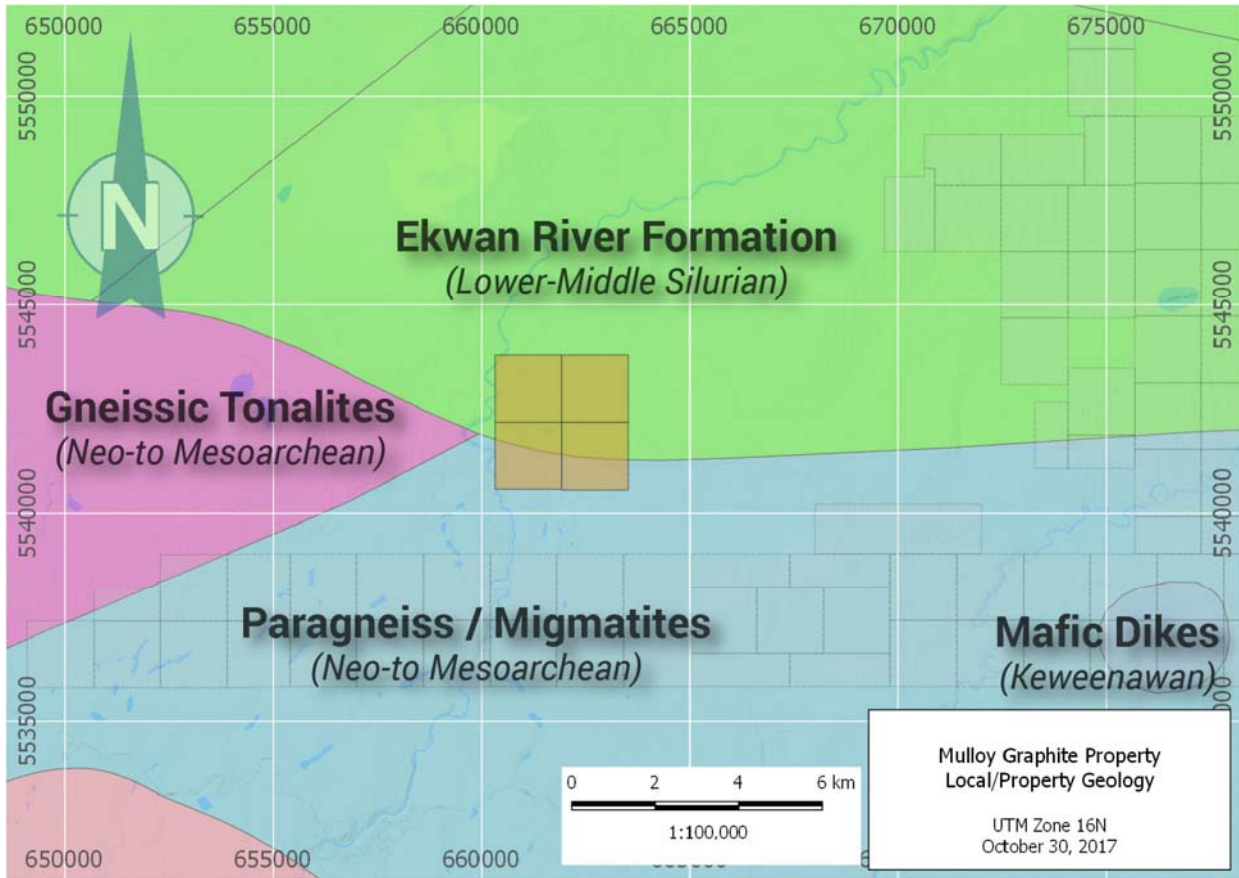 650000
655000
660000
665000
670000
675000
5550000
5550000
N
Ekwan River Formation
(Lower-Middle Silurian)
5545000
5545000
Gneissic Tonalites
(Neo-to Mesoarchean)
5540000
5540000
Paragneiss / Migmatites
(Neo-to Mesoarchean)
Mafic Dikes
(Keweenawan)
5535000
Mulloy Graphite Property
Local/Property Geology
UTM Zone 16N
October 30, 2017
0 2 4 6 km
1:100,000
650000
655000
660000